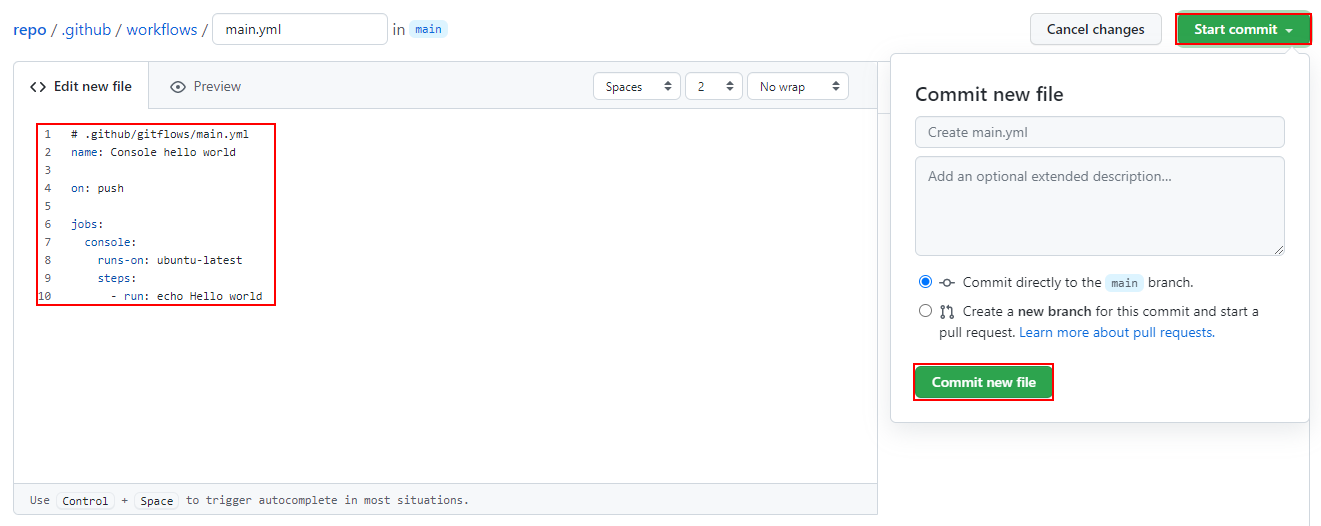 repo / .github / workflows / main.yml in main
Cancel changes
Start commit
Edit new file
Preview
Spaces
2
No wrap
1 # .github/gitflows/main.yml
2 name: Console hello world
3
4 on: push
5
6 jobs:
7   console:
8     runs-on: ubuntu-latest
9     steps:
10       - run: echo Hello world
Use Control + Space to trigger autocomplete in most situations.
Commit new file
Create main.yml
Add an optional extended description...
Commit directly to the main branch.
Create a new branch for this commit and start a
pull request. Learn more about pull requests.
Commit new file